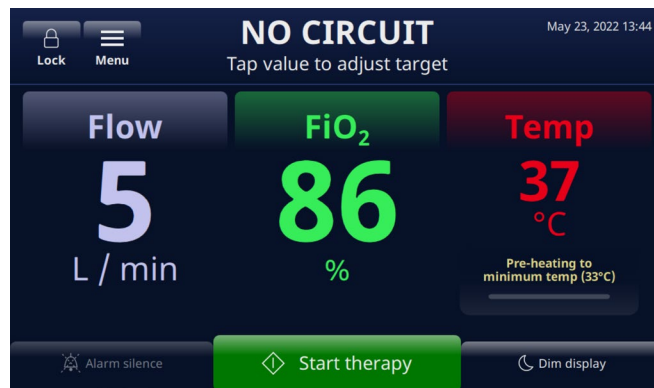 NO CIRCUIT
May 23, 2022 13:44
Lock
Menu
Tap value to adjust target
Flow
FiO₂
Temp
5
86
37
°C
L / min
%
Pre-heating to
minimum temp (33°C)
Alarm silence
Start therapy
Dim display